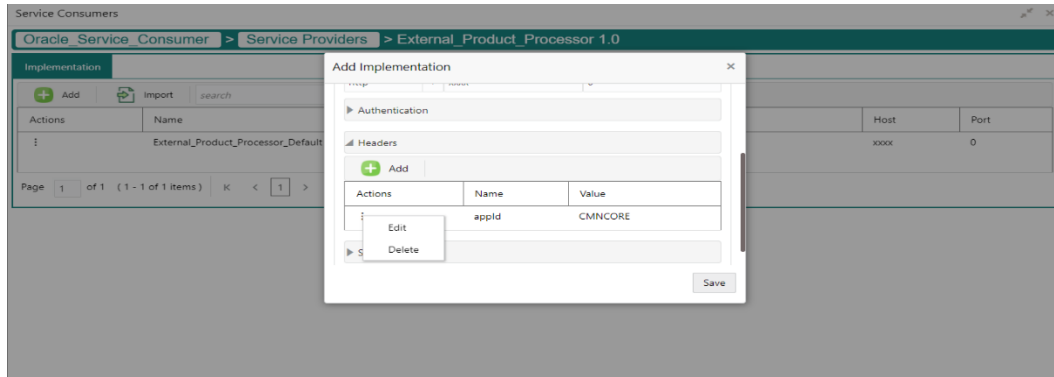 Service Consumers
Oracle_Service_Consumer > Service Providers > External_Product_Processor 1.0
Implementation
Add Import search
Actions Name Host Port
External_Product_Processor_Default xxxx 0
Page 1 of 1 (1 - 1 of 1 items) K < 1 >
Add Implementation ×
Authentication
Headers
Add
Actions Name Value
appId CMNCORE
Edit
Delete
S
Save